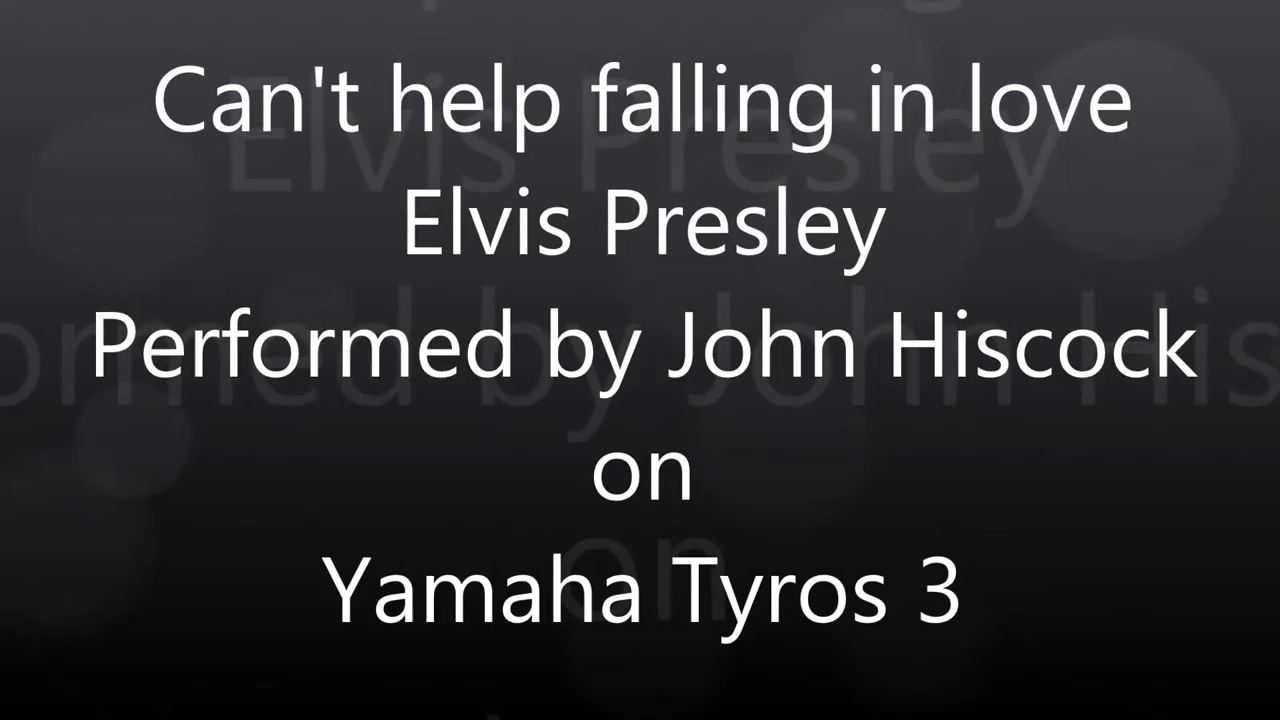 Can't help falling in love
Elvis Presley
Performed by John Hiscock
on
Yamaha Tyros 3